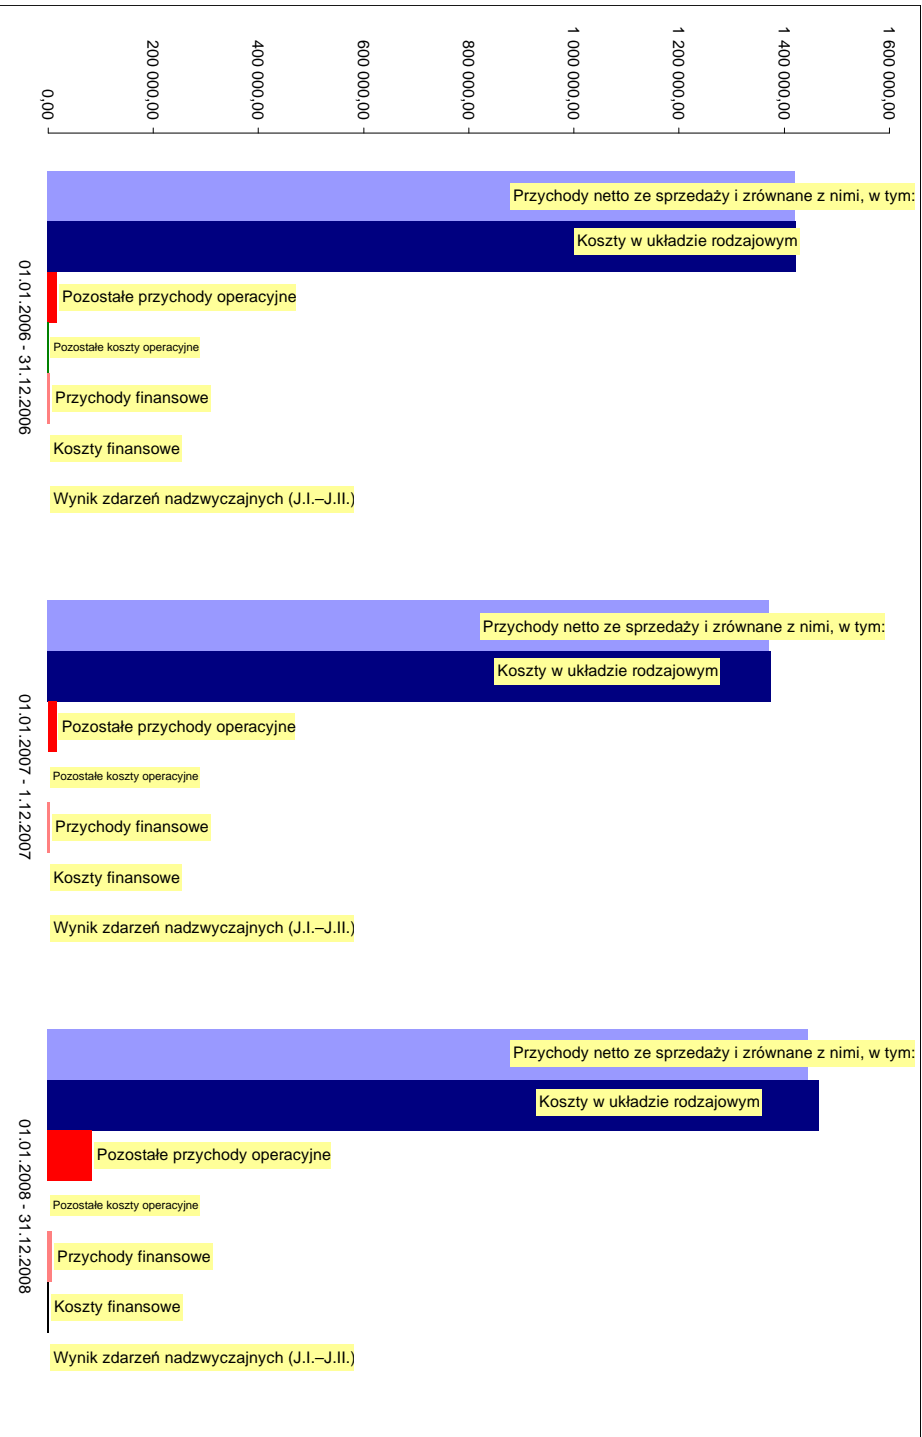 1 600 000,00
1 400 000,00
1 200 000,00
1 000 000,00
800 000,00
600 000,00
400 000,00
200 000,00
0,00
Przychody netto ze sprzedaży i zrównane z nimi, w tym:
Koszty w układzie rodzajowym
Pozostałe przychody operacyjne
Pozostałe koszty operacyjne
Przychody finansowe
Koszty finansowe
Wynik zdarzeń nadzwyczajnych (J.I.–J.II.)
01.01.2006 - 31.12.2006
Przychody netto ze sprzedaży i zrównane z nimi, w tym:
Koszty w układzie rodzajowym
Pozostałe przychody operacyjne
Pozostałe koszty operacyjne
Przychody finansowe
Koszty finansowe
Wynik zdarzeń nadzwyczajnych (J.I.–J.II.)
01.01.2007 - 1.12.2007
Przychody netto ze sprzedaży i zrównane z nimi, w tym:
Koszty w układzie rodzajowym
Pozostałe przychody operacyjne
Pozostałe koszty operacyjne
Przychody finansowe
Koszty finansowe
Wynik zdarzeń nadzwyczajnych (J.I.–J.II.)
01.01.2008 - 31.12.2008